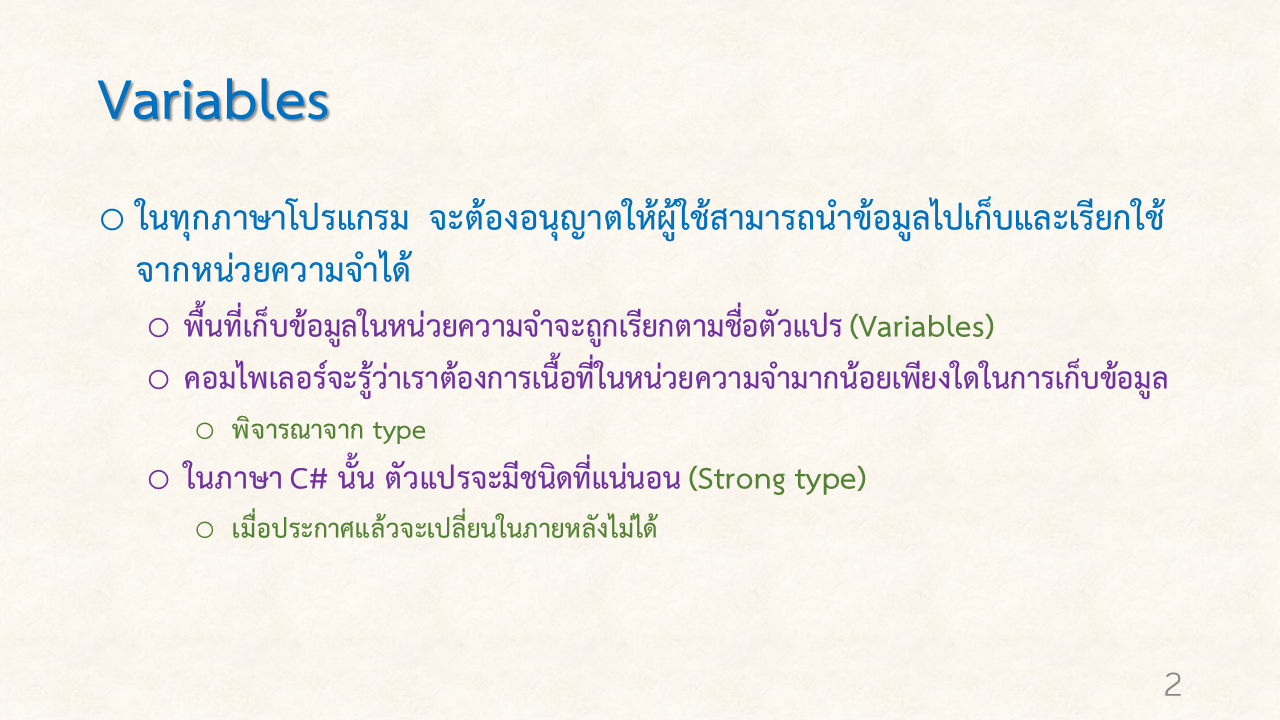 Variables
ในทุกภาษาโปรแกรม จะต้องอนุญาตให้ผู้ใช้สามารถนำข้อมูลไปเก็บและเรียกใช้
จากหน่วยความจำได้
พื้นที่เก็บข้อมูลในหน่วยความจำจะถูกเรียกตามชื่อตัวแปร (Variables)
คอมไพเลอร์จะรู้ว่าเราต้องการเนื้อที่ในหน่วยความจำมากน้อยเพียงใดในการเก็บข้อมูล
พิจารณาจาก type
ในภาษา C# นั้น ตัวแปรจะมีชนิดที่แน่นอน (Strong type)
เมื่อประกาศแล้วจะเปลี่ยนในภายหลังไม่ได้
2